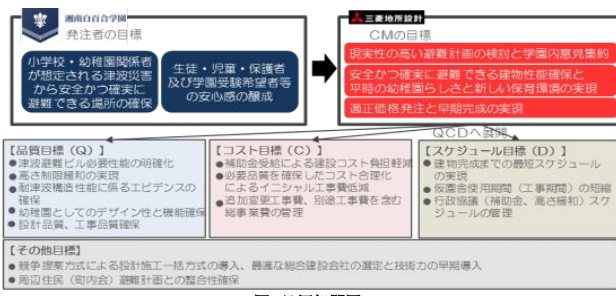 湘南白百合学園
発注者の目標
小学校・幼稚園関係者
が想定される津波災害
から安全かつ確実に
避難できる場所の確保
生徒・児童・保護者
及び学園受験希望者等
の安心感の醸成
三菱地所設計
CMの目標
現実性の高い避難計画の検討と学園内意見集約
安全かつ確実に避難できる建物性能確保と
平時の幼稚園らしさと新しい保育環境の実現
適正価格発注と早期完成の実現
QCDへ展開
【品質目標（Q）】
●津波避難ビル必要性能の明確化
●高さ制限緩和の実現
●耐津波構造性能に係るエビデンスの
確保
●幼稚園としてのデザイン性と機能確保
●設計品質、工事品質確保
【コスト目標（C）】
●補助金受給による建設コスト負担軽減
●必要品質を確保したコスト合理化
によるイニシャル工事費低減
●追加変更工事費、別途工事費を含む
総事業費の管理
【スケジュール目標（D）】
●建物完成までの最短スケジュール
の実現
●仮園舎使用期間（工事期間）の短縮
●行政協議（補助金、高さ緩和）スケ
ジュールの管理
【その他目標】
●競争提案方式による設計施工一括方式の導入、最適な総合建設会社の選定と技術力の早期導入
●周辺住民（町内会）避難計画との整合性確保